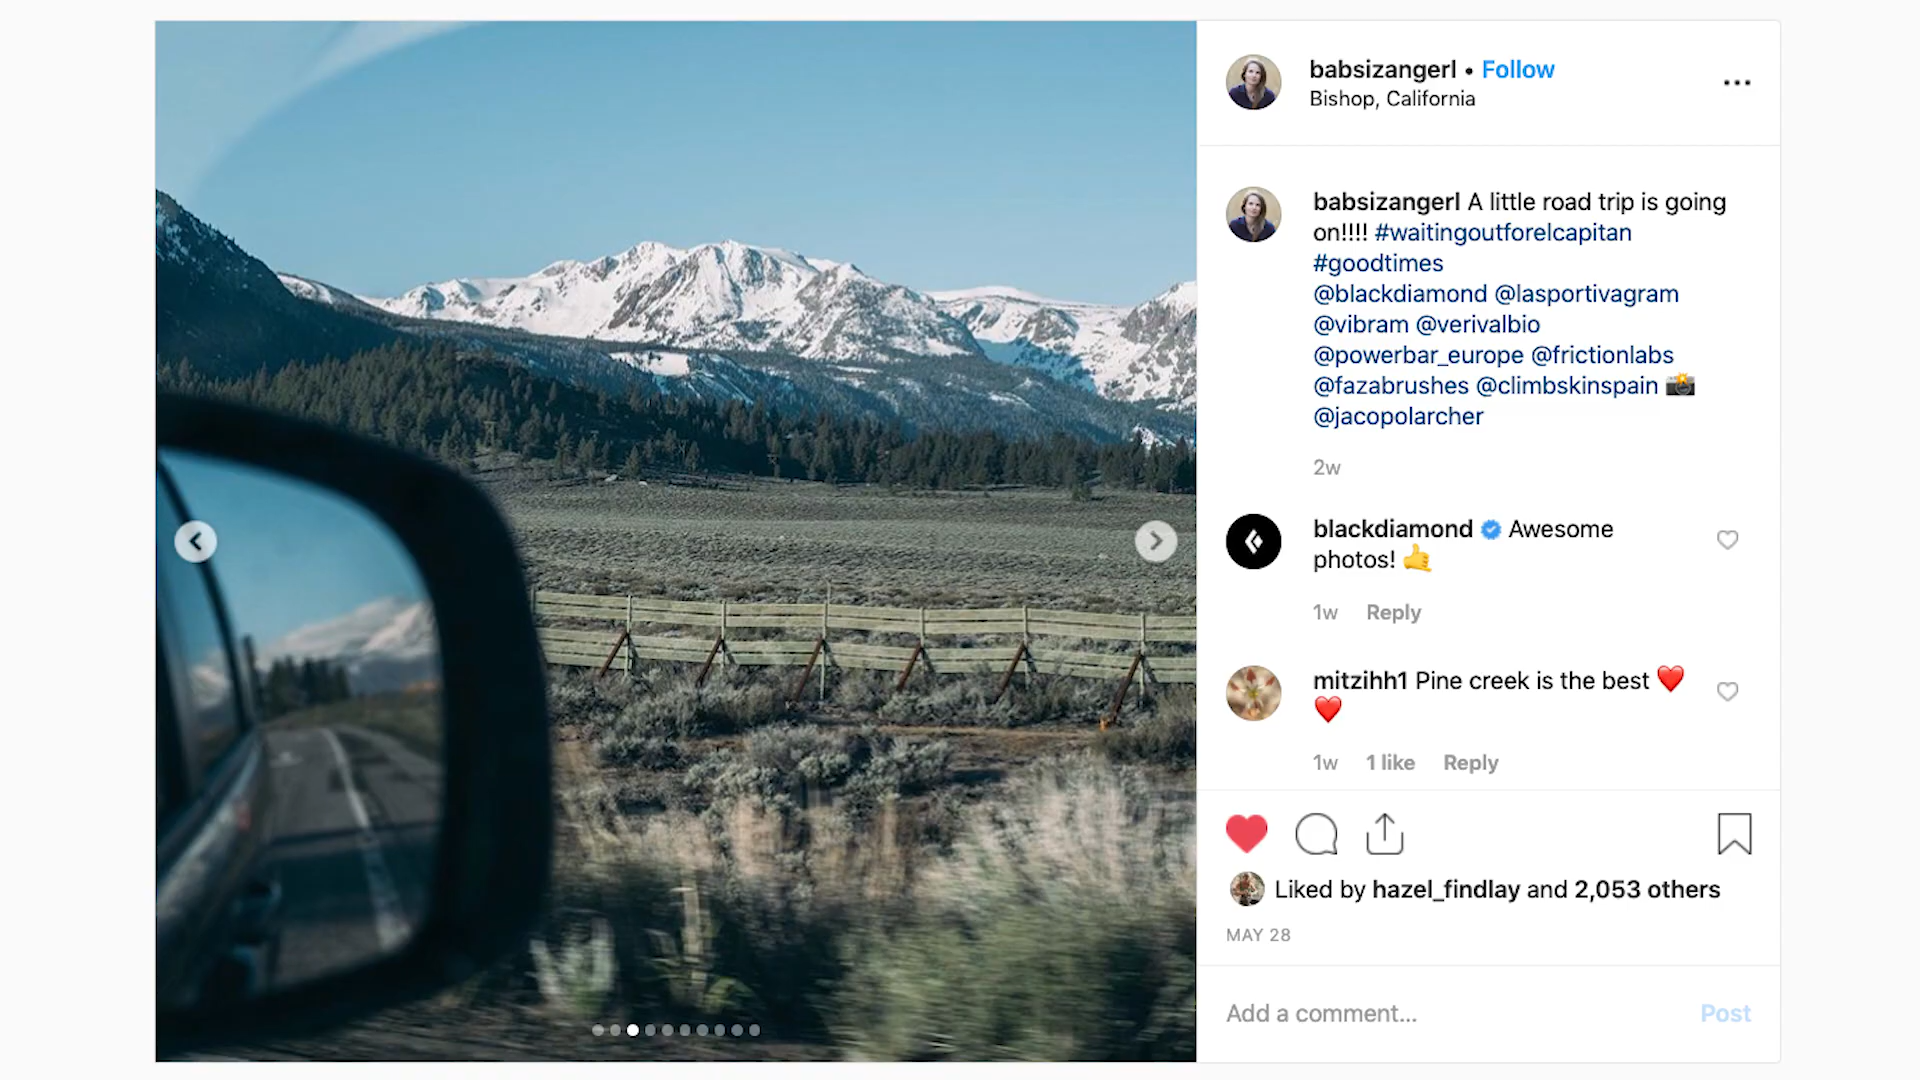 babsizangerl • Follow
Bishop, California
babsizangerl A little road trip is going
on!!!! #waitingoutforelcapitan
#goodtimes
@blackdiamond @lasportivagram
@vibram @verivalbio
@powerbar_europe @frictionlabs
@fazabrushes @climbskinspain 📸
@jacopolarcher
2w
blackdiamond Awesome
photos! 🤙
1w Reply
mitzihh1 Pine creek is the best ❤️
❤️
1w 1 like Reply
Liked by hazel_findlay and 2,053 others
MAY 28
Add a comment... Post